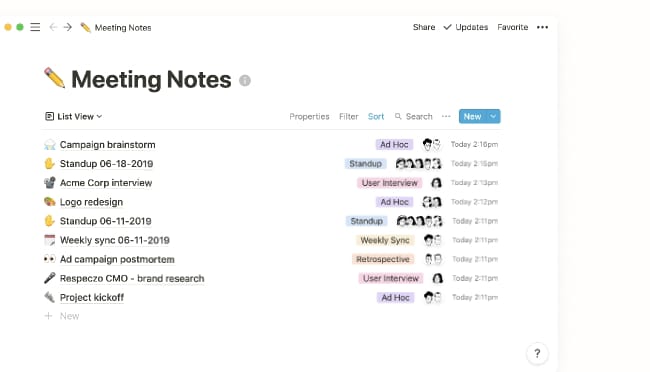 Meeting Notes
Share Updates Favorite
Meeting Notes
List View Properties Filter Sort Search New
Campaign brainstorm Ad Hoc Today 2:16pm
Standup 06-18-2019 Standup Today 2:15pm
Acme Corp interview User Interview Today 2:13pm
Logo redesign Ad Hoc Today 2:12pm
Standup 06-11-2019 Standup Today 2:11pm
Weekly sync 06-11-2019 Weekly Sync Today 2:11pm
Ad campaign postmortem Retrospective Today 2:11pm
Respeczo CMO - brand research User Interview Today 2:11pm
Project kickoff Ad Hoc Today 2:11pm
+ New
?